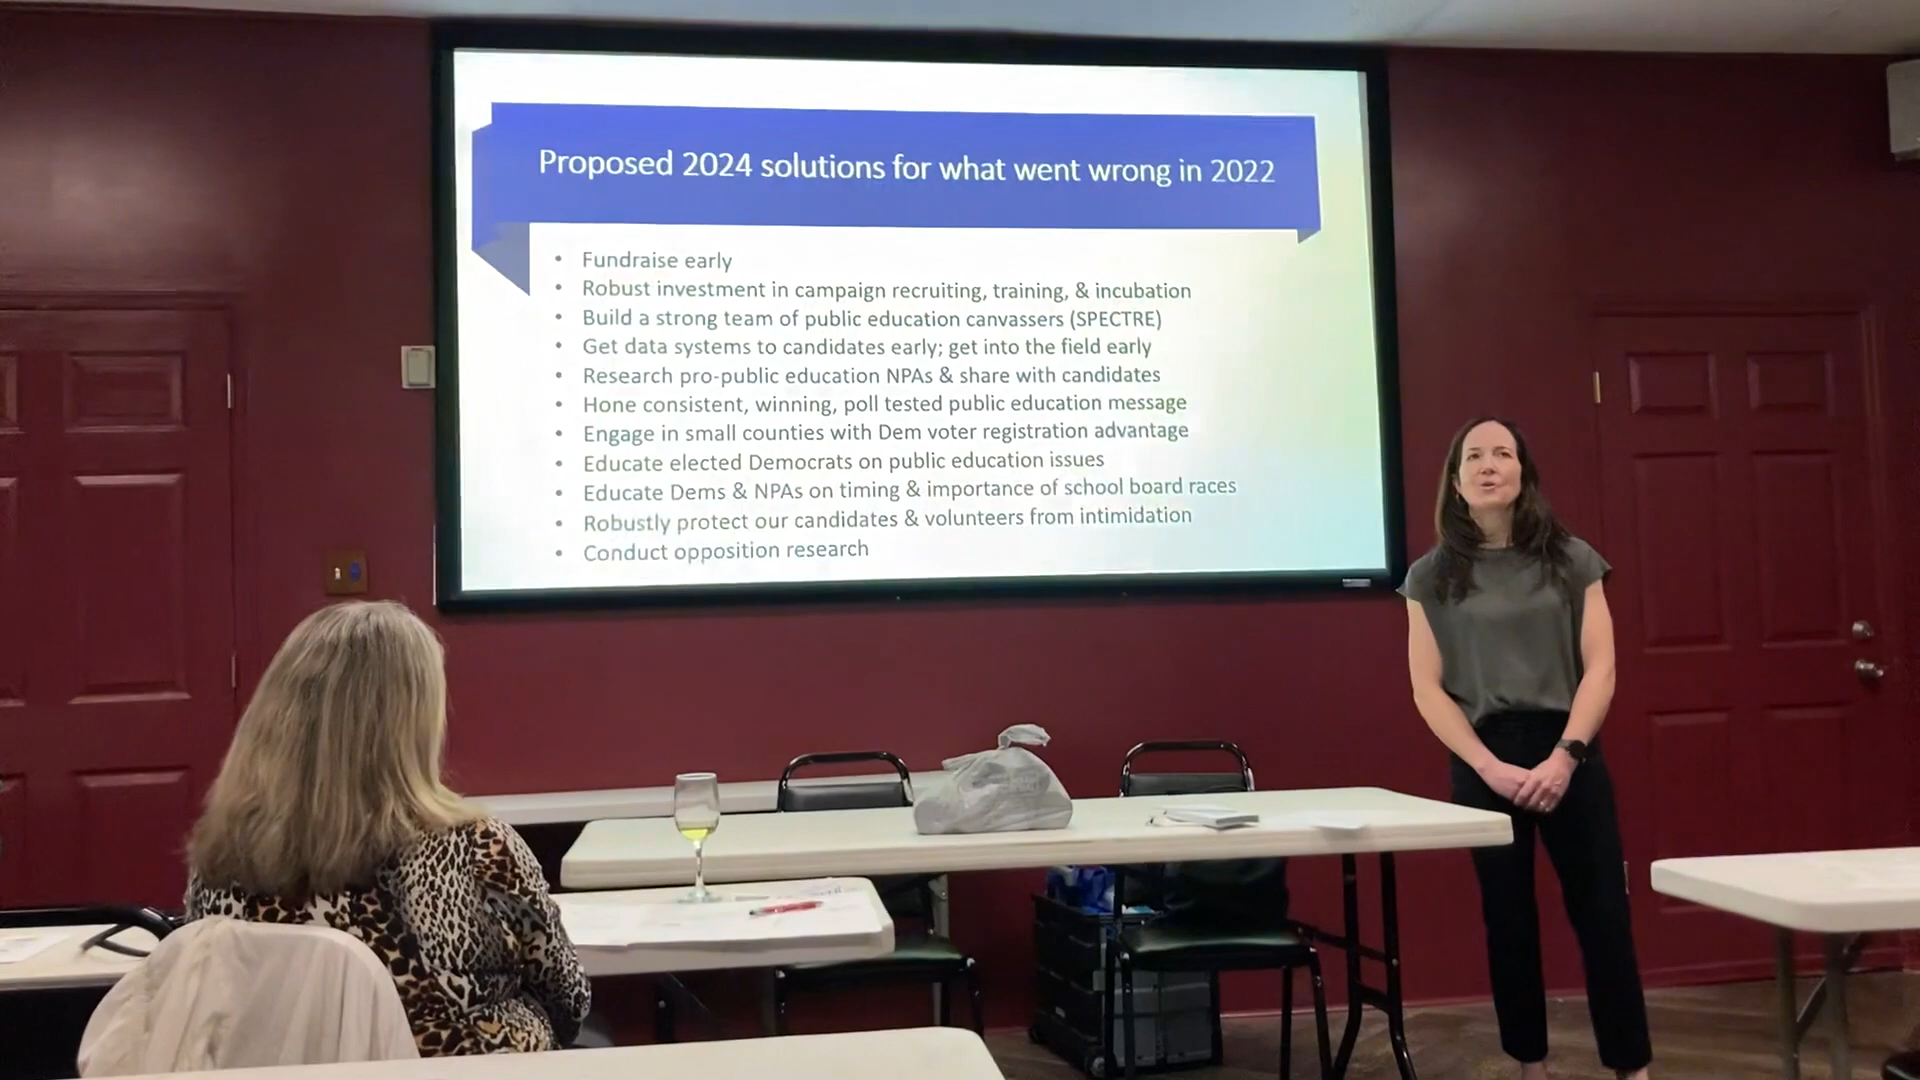 Proposed 2024 solutions for what went wrong in 2022
• Fundraise early
• Robust investment in campaign recruiting, training, & incubation
• Build a strong team of public education canvassers (SPECTRE)
• Get data systems to candidates early; get into the field early
• Research pro-public education NPAs & share with candidates
• Hone consistent, winning, poll tested public education message
• Engage in small counties with Dem voter registration advantage
• Educate elected Democrats on public education issues
• Educate Dems & NPAs on timing & importance of school board races
• Robustly protect our candidates & volunteers from intimidation
• Conduct opposition research